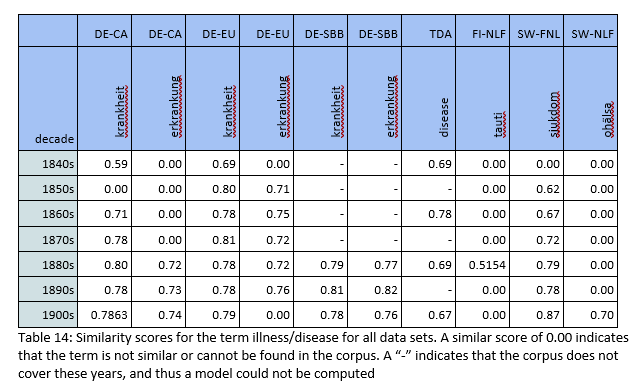 DE-CA DE-CA DE-EU DE-EU DE-SBB DE-SBB TDA FI-NLF SW-FNL SW-NLF
decade krankheit erkrankung krankheit erkrankung krankheit erkrankung disease tauti sjukdom ohälsa
1840s 0.59 0.00 0.69 0.00 - - 0.69 0.00 0.00 0.00
1850s 0.00 0.00 0.80 0.71 - - - 0.00 0.62 0.00
1860s 0.71 0.00 0.78 0.75 - - 0.78 0.00 0.67 0.00
1870s 0.78 0.00 0.81 0.72 - - - 0.00 0.72 0.00
1880s 0.80 0.72 0.78 0.72 0.79 0.77 0.69 0.5154 0.79 0.00
1890s 0.78 0.73 0.78 0.76 0.81 0.82 - 0.00 0.78 0.00
1900s 0.7863 0.74 0.79 0.00 0.78 0.76 0.67 0.00 0.87 0.70
Table 14: Similarity scores for the term illness/disease for all data sets. A similar score of 0.00 indicates
that the term is not similar or cannot be found in the corpus. A “-” indicates that the corpus does not
cover these years, and thus a model could not be computed